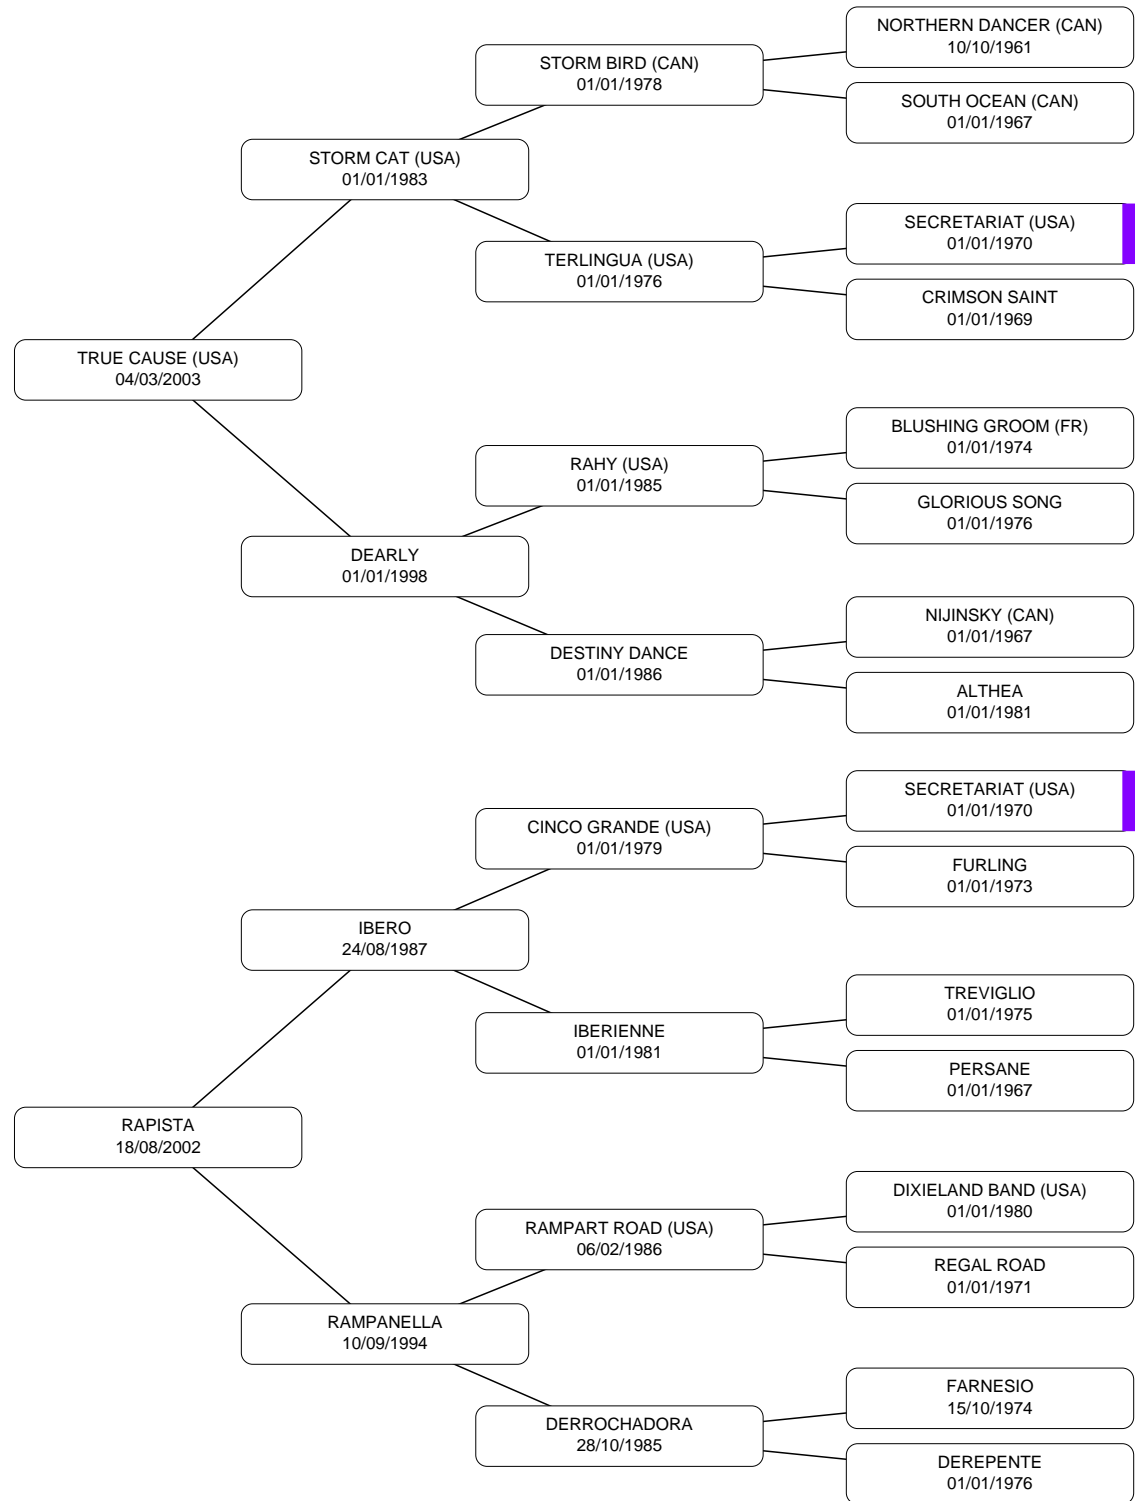 NORTHERN DANCER (CAN)
10/10/1961
STORM BIRD (CAN)
01/01/1978
SOUTH OCEAN (CAN)
01/01/1967
STORM CAT (USA)
01/01/1983
SECRETARIAT (USA)
01/01/1970
TERLINGUA (USA)
01/01/1976
CRIMSON SAINT
01/01/1969
TRUE CAUSE (USA)
04/03/2003
BLUSHING GROOM (FR)
01/01/1974
RAHY (USA)
01/01/1985
GLORIOUS SONG
01/01/1976
DEARLY
01/01/1998
NIJINSKY (CAN)
01/01/1967
DESTINY DANCE
01/01/1986
ALTHEA
01/01/1981
SECRETARIAT (USA)
01/01/1970
CINCO GRANDE (USA)
01/01/1979
FURLING
01/01/1973
IBERO
24/08/1987
TREVIGLIO
01/01/1975
IBERIENNE
01/01/1981
PERSANE
01/01/1967
RAPISTA
18/08/2002
DIXIELAND BAND (USA)
01/01/1980
RAMPART ROAD (USA)
06/02/1986
REGAL ROAD
01/01/1971
RAMPANELLA
10/09/1994
FARNESIO
15/10/1974
DERROCHADORA
28/10/1985
DEREPENTE
01/01/1976